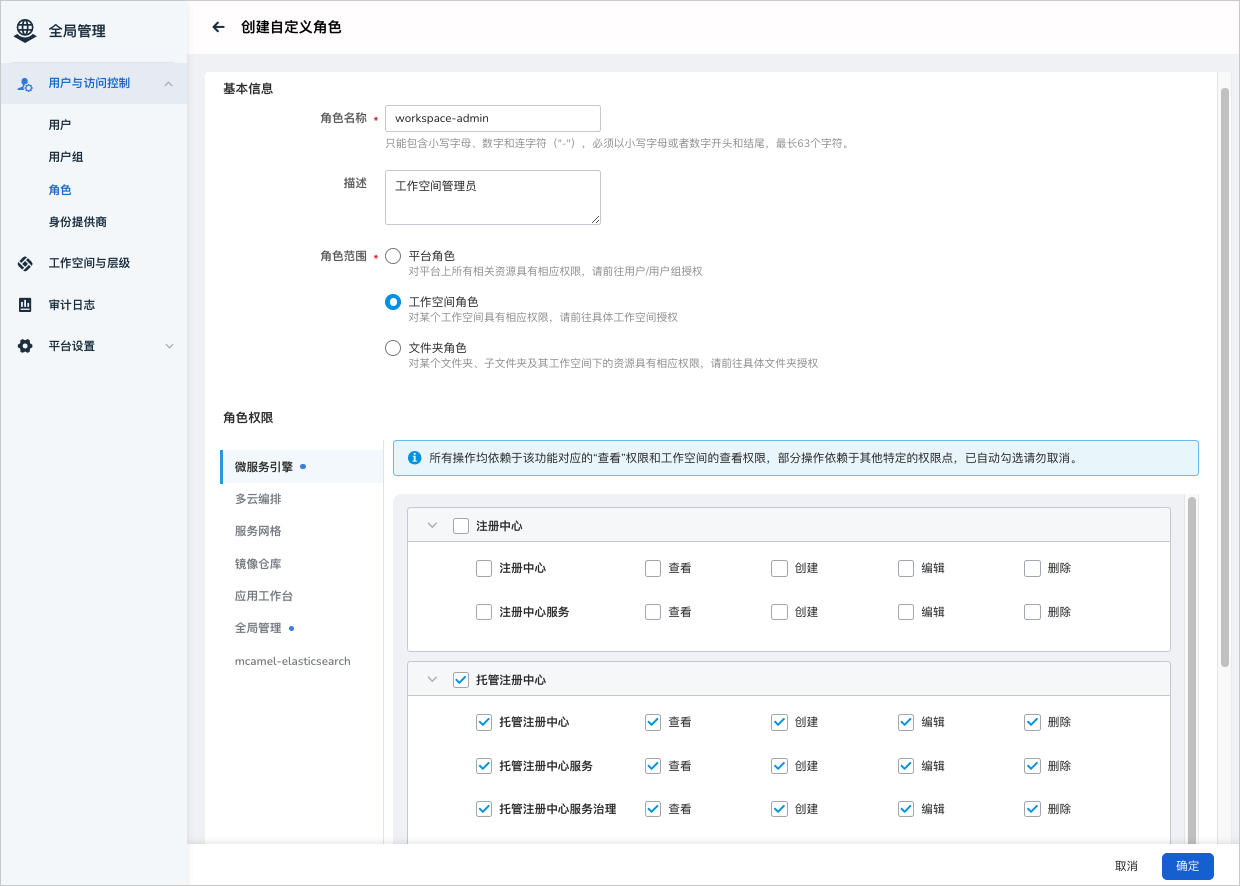 全局管理
用户与访问控制
用户
用户组
角色
身份提供商
工作空间与层级
审计日志
平台设置
创建自定义角色
基本信息
角色名称 * workspace-admin
只能包含小写字母、数字和连字符（"-"），必须以小写字母或者数字开头和结尾，最长63个字符。
描述 工作空间管理员
角色范围 * 平台角色
对平台上所有相关资源具有相应权限，请前往用户/用户组授权
工作空间角色
对某个工作空间具有相应权限，请前往具体工作空间授权
文件夹角色
对某个文件夹、子文件夹及其工作空间下的资源具有相应权限，请前往具体文件夹授权
角色权限
微服务引擎
多云编排
服务网格
镜像仓库
应用工作台
全局管理
mcamel-elasticsearch
所有操作均依赖于该功能对应的“查看”权限和工作空间的查看权限，部分操作依赖于其他特定的权限点，已自动勾选请勿取消。
注册中心
注册中心 查看 创建 编辑 删除
注册中心服务 查看 创建 编辑 删除
托管注册中心
托管注册中心 查看 创建 编辑 删除
托管注册中心服务 查看 创建 编辑 删除
托管注册中心服务治理 查看 创建 编辑 删除
取消 确定